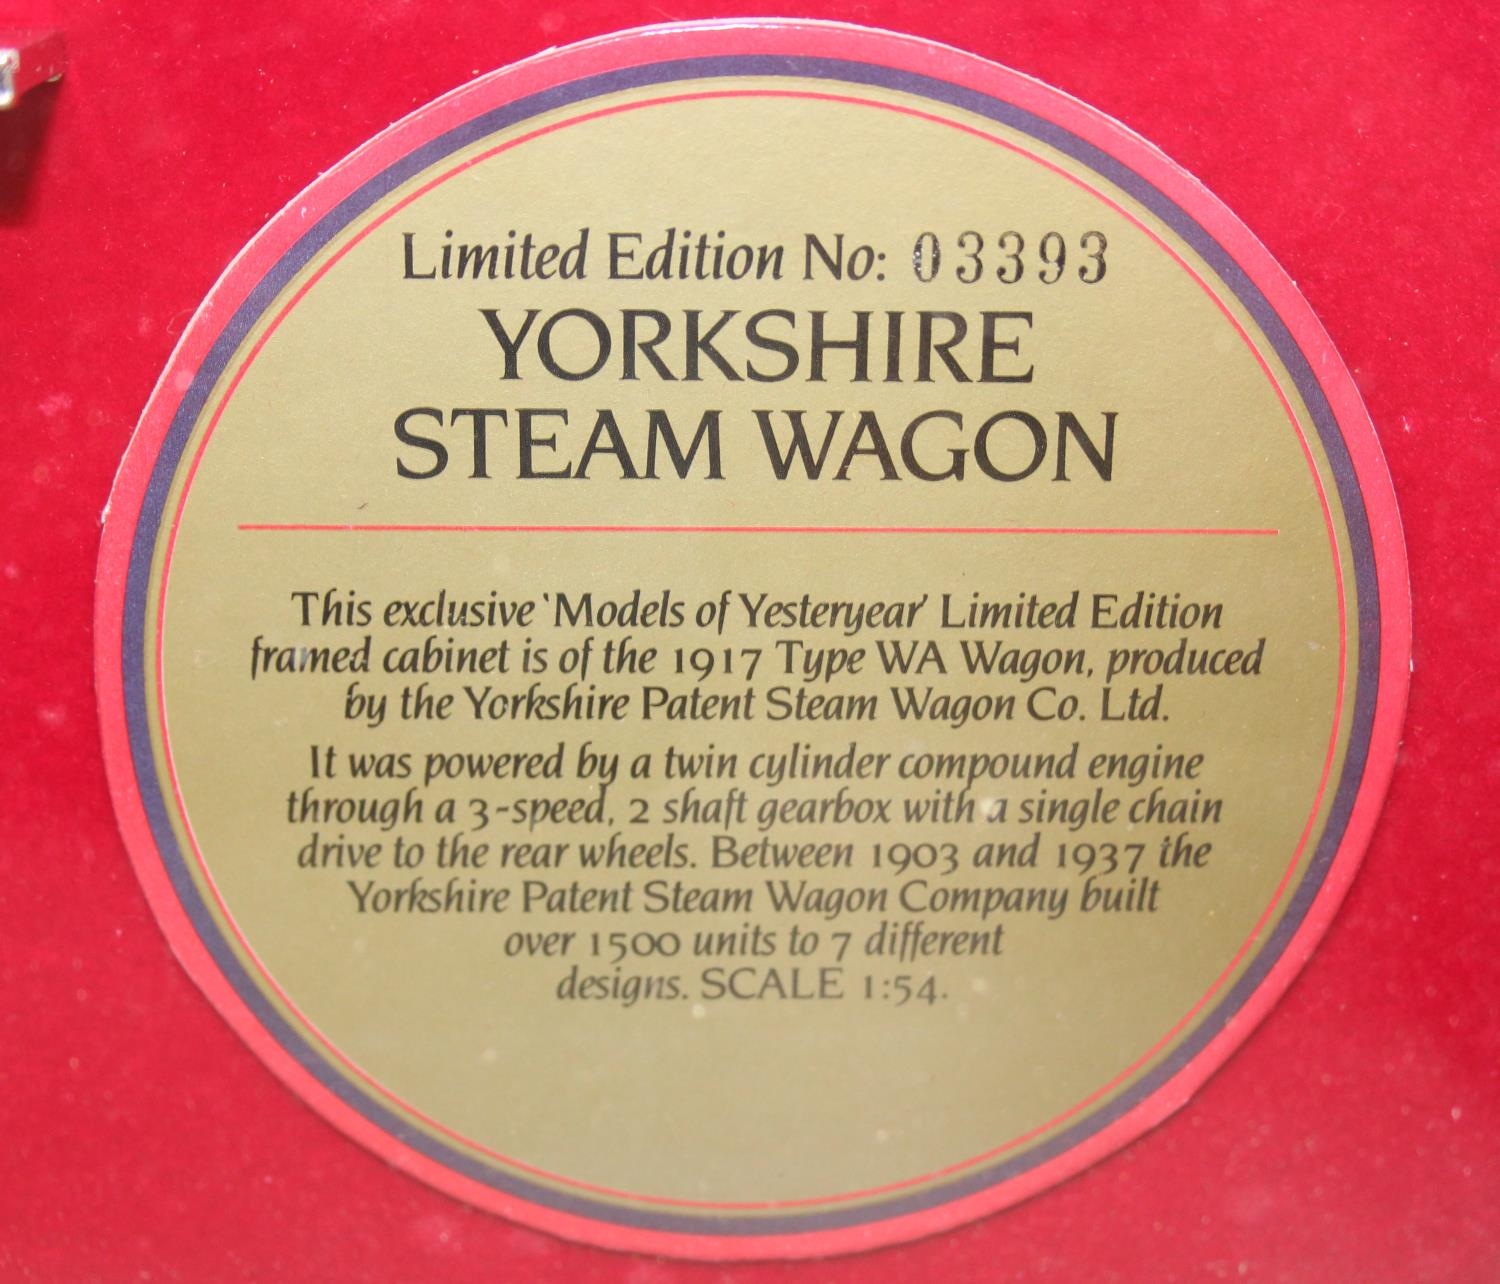 Limited Edition No: 03393
YORKSHIRE
STEAM WAGON
This exclusive ‵Models of Yesteryear' Limited Edition
framed cabinet is of the 1917 Type WA Wagon, produced
by the Yorkshire Patent Steam Wagon Co. Ltd.
It was powered by a twin cylinder compound engine
through a 3-speed, 2 shaft gearbox with a single chain
drive to the rear wheels. Between 1903 and 1937 the
Yorkshire Patent Steam Wagon Company built
over 1500 units to 7 different
designs. SCALE 1:54.